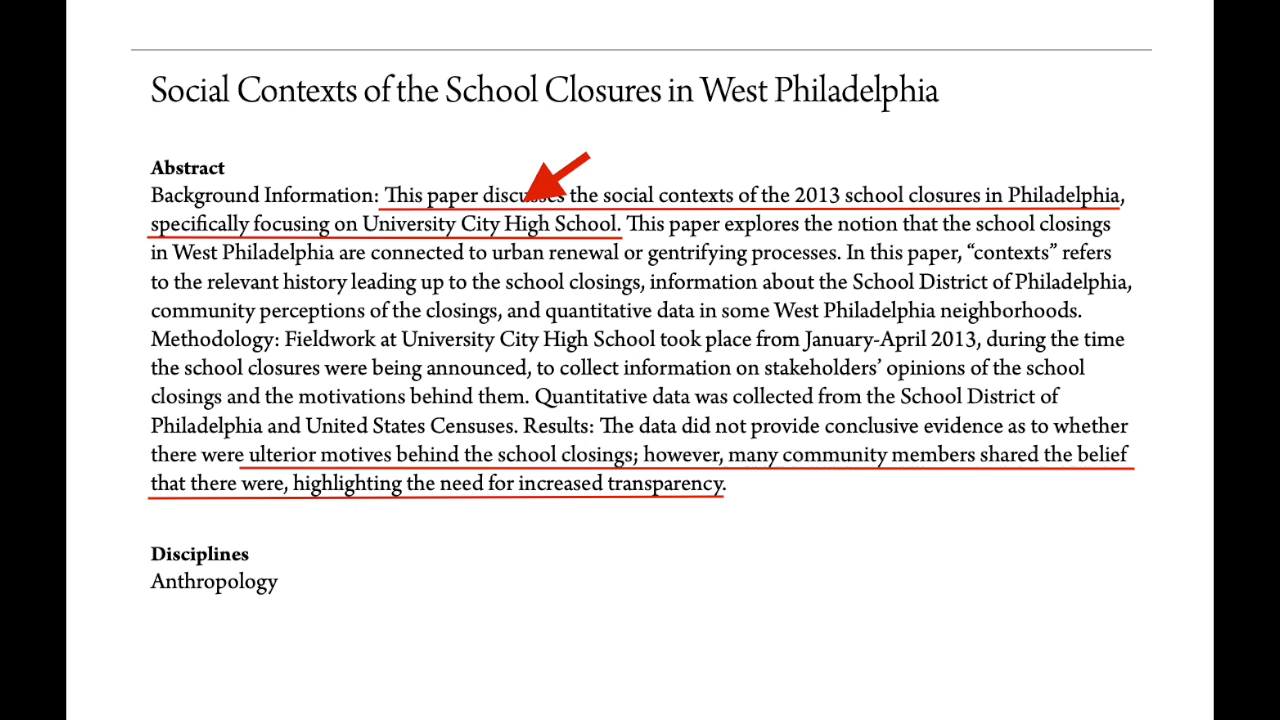 Social Contexts of the School Closures in West Philadelphia
Abstract
Background Information: This paper discusses the social contexts of the 2013 school closures in Philadelphia,
specifically focusing on University City High School. This paper explores the notion that the school closings
in West Philadelphia are connected to urban renewal or gentrifying processes. In this paper, “contexts” refers
to the relevant history leading up to the school closings, information about the School District of Philadelphia,
community perceptions of the closings, and quantitative data in some West Philadelphia neighborhoods.
Methodology: Fieldwork at University City High School took place from January-April 2013, during the time
the school closures were being announced, to collect information on stakeholders’ opinions of the school
closings and the motivations behind them. Quantitative data was collected from the School District of
Philadelphia and United States Censuses. Results: The data did not provide conclusive evidence as to whether
there were ulterior motives behind the school closings; however, many community members shared the belief
that there were, highlighting the need for increased transparency.
Disciplines
Anthropology